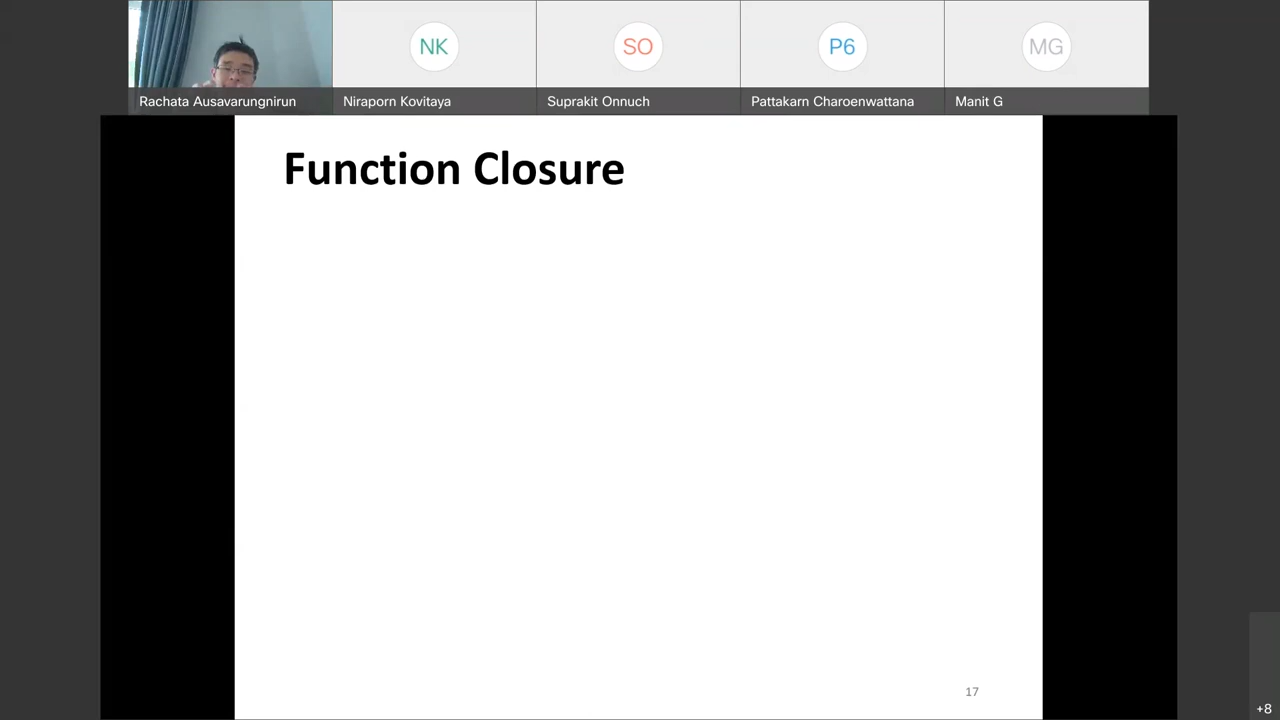 NK
SO
P6
MG
Rachata Ausavarungnirun
Niraporn Kovitaya
Suprakit Onnuch
Pattakarn Charoenwattana
Manit G
Function Closure
17
+8